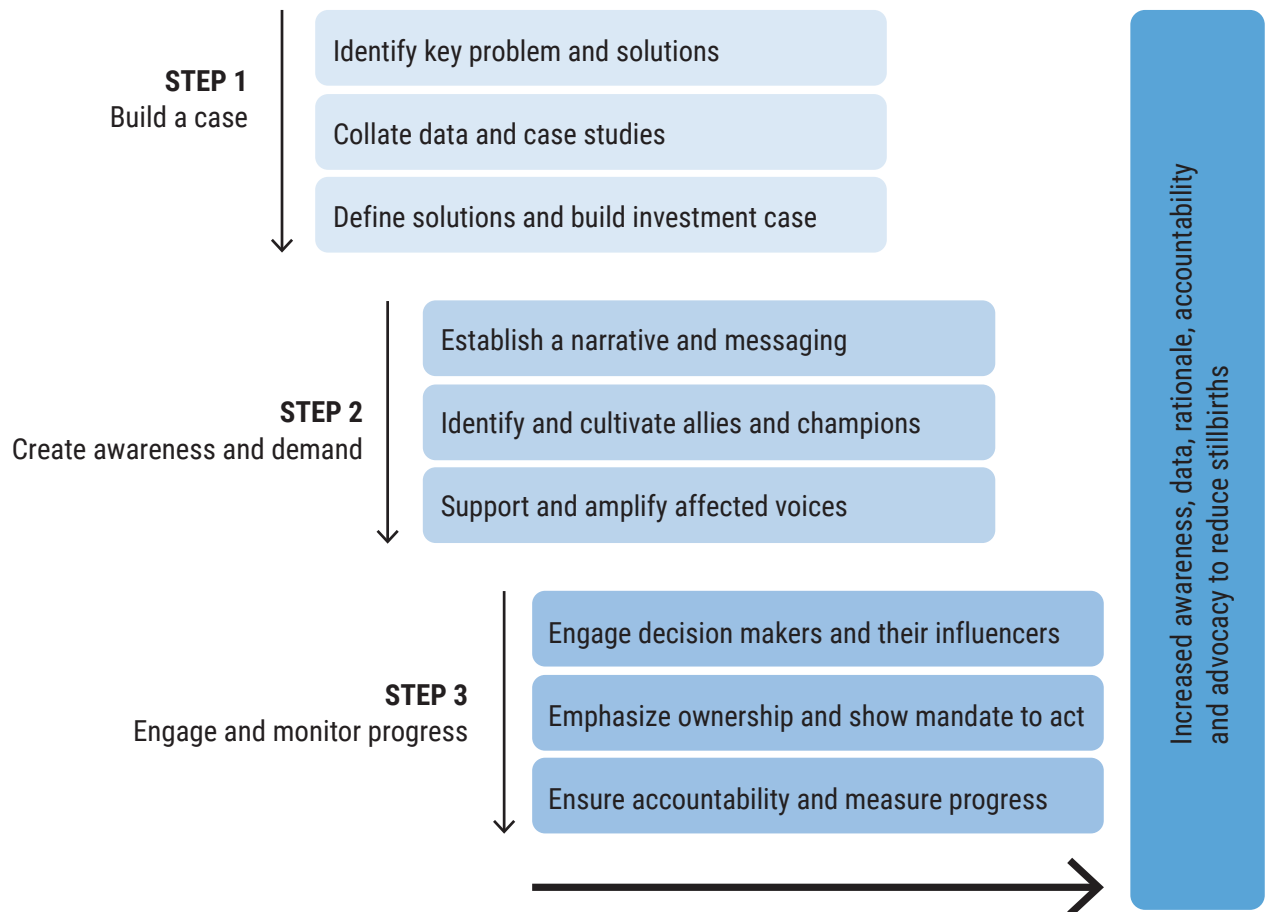 STEP 1
Build a case
Identify key problem and solutions
Collate data and case studies
Define solutions and build investment case
STEP 2
Create awareness and demand
Establish a narrative and messaging
Identify and cultivate allies and champions
Support and amplify affected voices
STEP 3
Engage and monitor progress
Engage decision makers and their influencers
Emphasize ownership and show mandate to act
Ensure accountability and measure progress
Increased awareness, data, rationale, accountability
and advocacy to reduce stillbirths